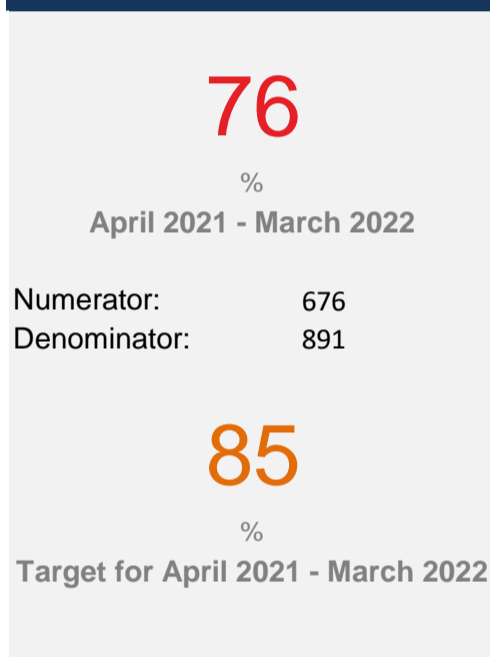 76
%
April 2021 - March 2022
Numerator: 676
Denominator: 891
85
%
Target for April 2021 - March 2022